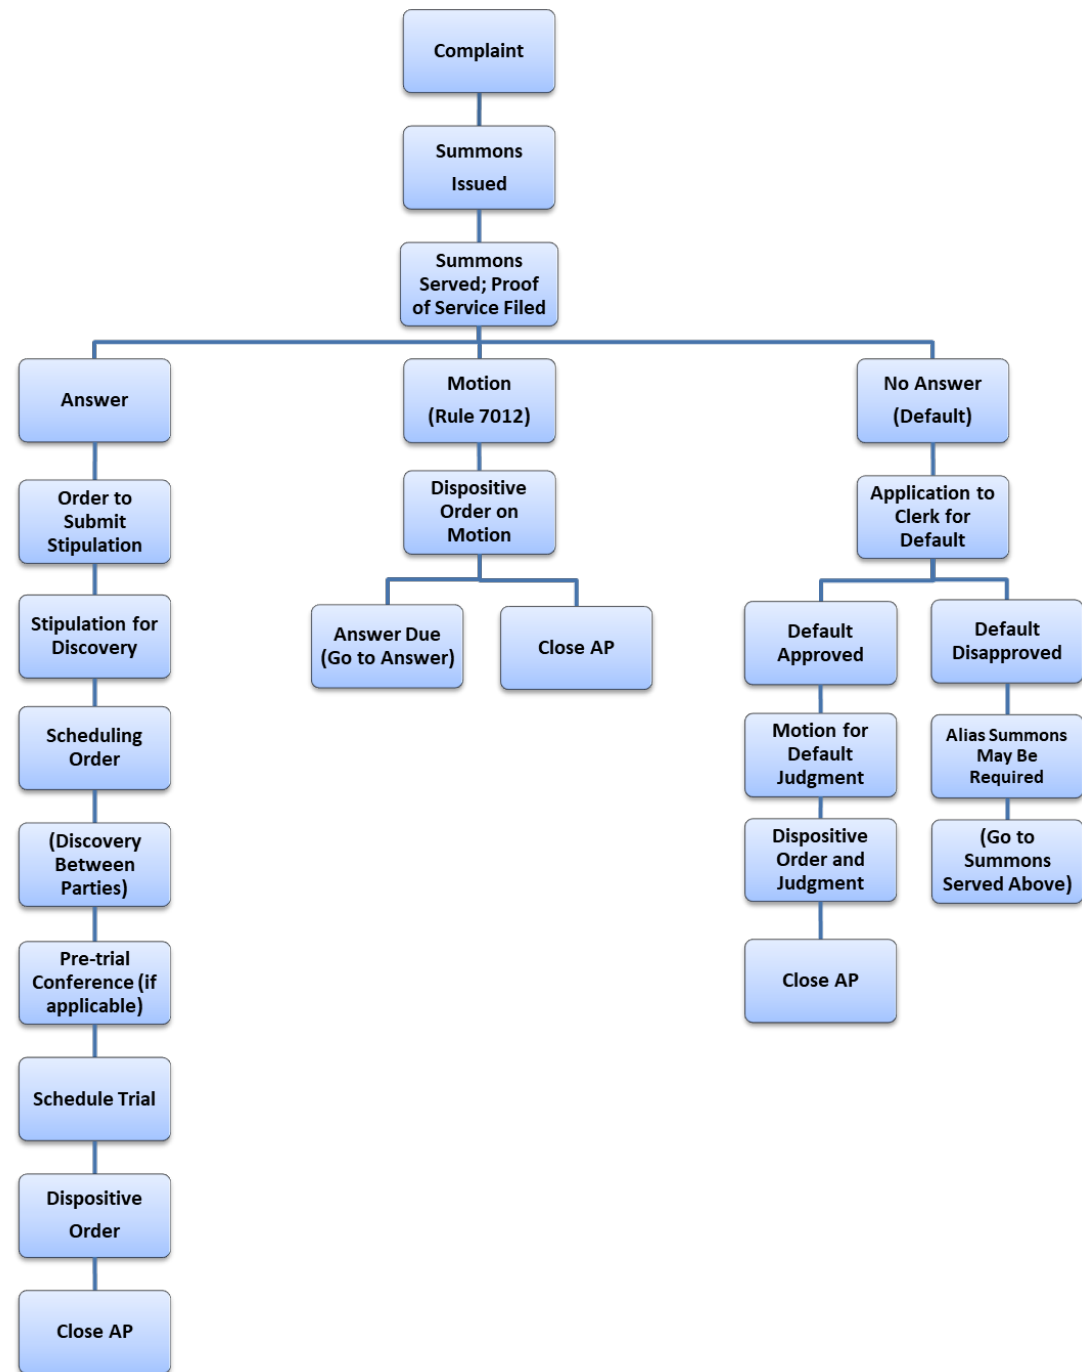 Complaint
Summons
Issued
Summons
Served; Proof
of Service Filed
Answer
Order to
Submit
Stipulation
Stipulation for
Discovery
Scheduling
Order
(Discovery
Between
Parties)
Pre-trial
Conference (if
applicable)
Schedule Trial
Dispositive
Order
Close AP
Motion
(Rule 7012)
Dispositive
Order on
Motion
Answer Due
(Go to Answer)
Close AP
No Answer
(Default)
Application to
Clerk for
Default
Default
Approved
Motion for
Default
Judgment
Dispositive
Order and
Judgment
Close AP
Default
Disapproved
Alias Summons
May Be
Required
(Go to
Summons
Served Above)